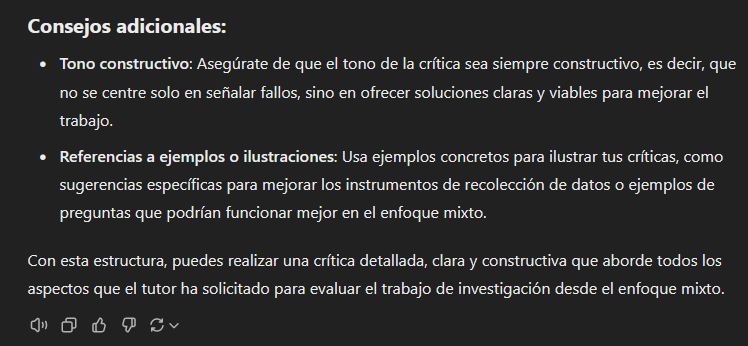 Consejos adicionales:
• Tono constructivo: Asegúrate de que el tono de la crítica sea siempre constructivo, es decir, que
no se centre solo en señalar fallos, sino en ofrecer soluciones claras y viables para mejorar el
trabajo.
• Referencias a ejemplos o ilustraciones: Usa ejemplos concretos para ilustrar tus críticas, como
sugerencias específicas para mejorar los instrumentos de recolección de datos o ejemplos de
preguntas que podrían funcionar mejor en el enfoque mixto.
Con esta estructura, puedes realizar una crítica detallada, clara y constructiva que aborde todos los
aspectos que el tutor ha solicitado para evaluar el trabajo de investigación desde el enfoque mixto.